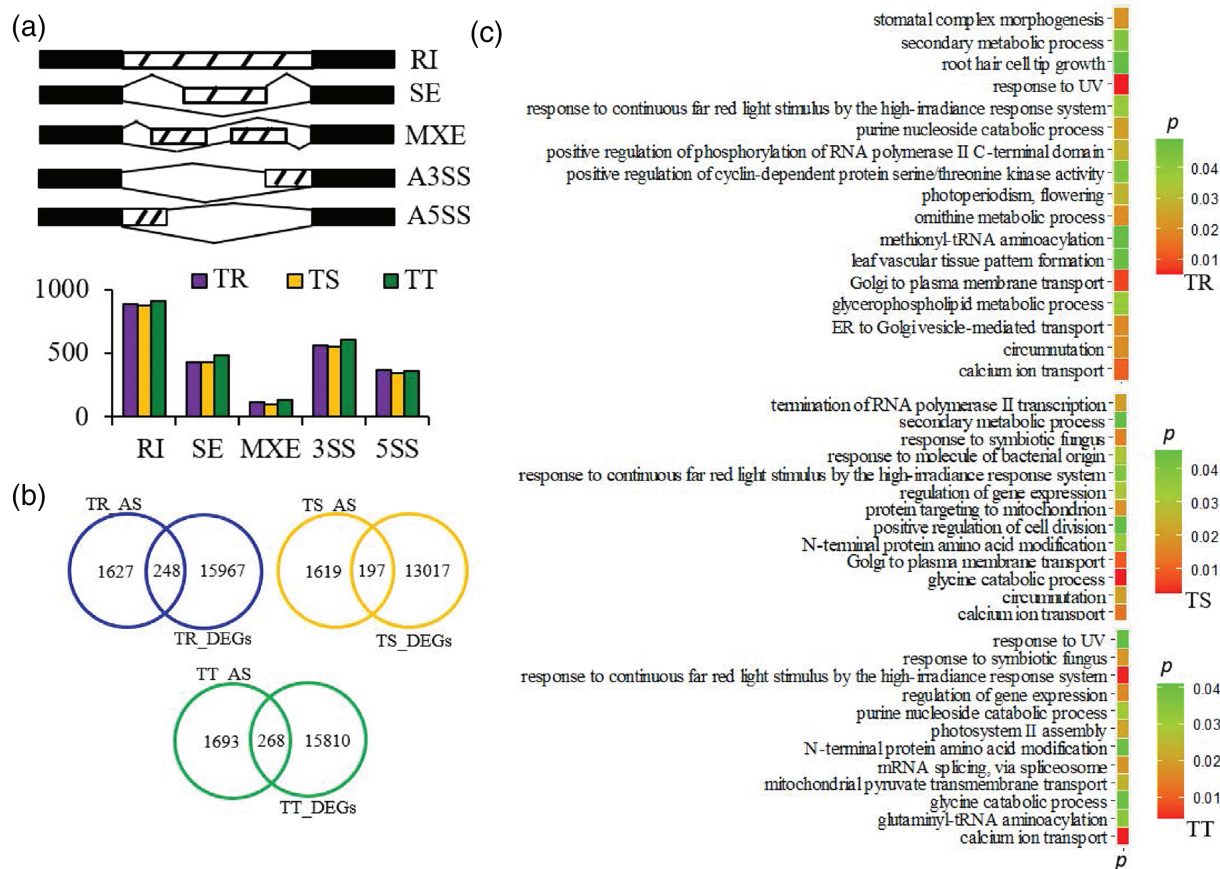 (a)
RI
SE
MXE
A3SS
A5SS
TR TS TT
1000
500
0
RI SE MXE 3SS 5SS
(b)
TR_AS
1627 248 15967
TR_DEGs
TS_AS
1619 197 13017
TS_DEGs
TT_AS
1693 268 15810
TT_DEGs
(c)
stomatal complex morphogenesis
secondary metabolic process
root hair cell tip growth
response to UV
response to continuous far red light stimulus by the high-irradiance response system
purine nucleoside catabolic process
positive regulation of phosphorylation of RNA polymerase II C-terminal domain
positive regulation of cyclin-dependent protein serine/threonine kinase activity
photoperiodism, flowering
ornithine metabolic process
methionyl-tRNA aminoacylation
leaf vascular tissue pattern formation
Golgi to plasma membrane transport
glycerophospholipid metabolic process
ER to Golgi vesicle-mediated transport
circumnutation
calcium ion transport
p
0.04
0.03
0.02
0.01
TR
termination of RNA polymerase II transcription
secondary metabolic process
response to symbiotic fungus
response to molecule of bacterial origin
response to continuous far red light stimulus by the high-irradiance response system
regulation of gene expression
protein targeting to mitochondrion
positive regulation of cell division
N-terminal protein amino acid modification
Golgi to plasma membrane transport
glycine catabolic process
circumnutation
calcium ion transport
p
0.04
0.03
0.02
0.01
TS
response to UV
response to symbiotic fungus
response to continuous far red light stimulus by the high-irradiance response system
regulation of gene expression
purine nucleoside catabolic process
photosystem II assembly
N-terminal protein amino acid modification
mRNA splicing, via spliceosome
mitochondrial pyruvate transmembrane transport
glycine catabolic process
glutaminyl-tRNA aminoacylation
calcium ion transport
p
p
0.04
0.03
0.02
0.01
TT